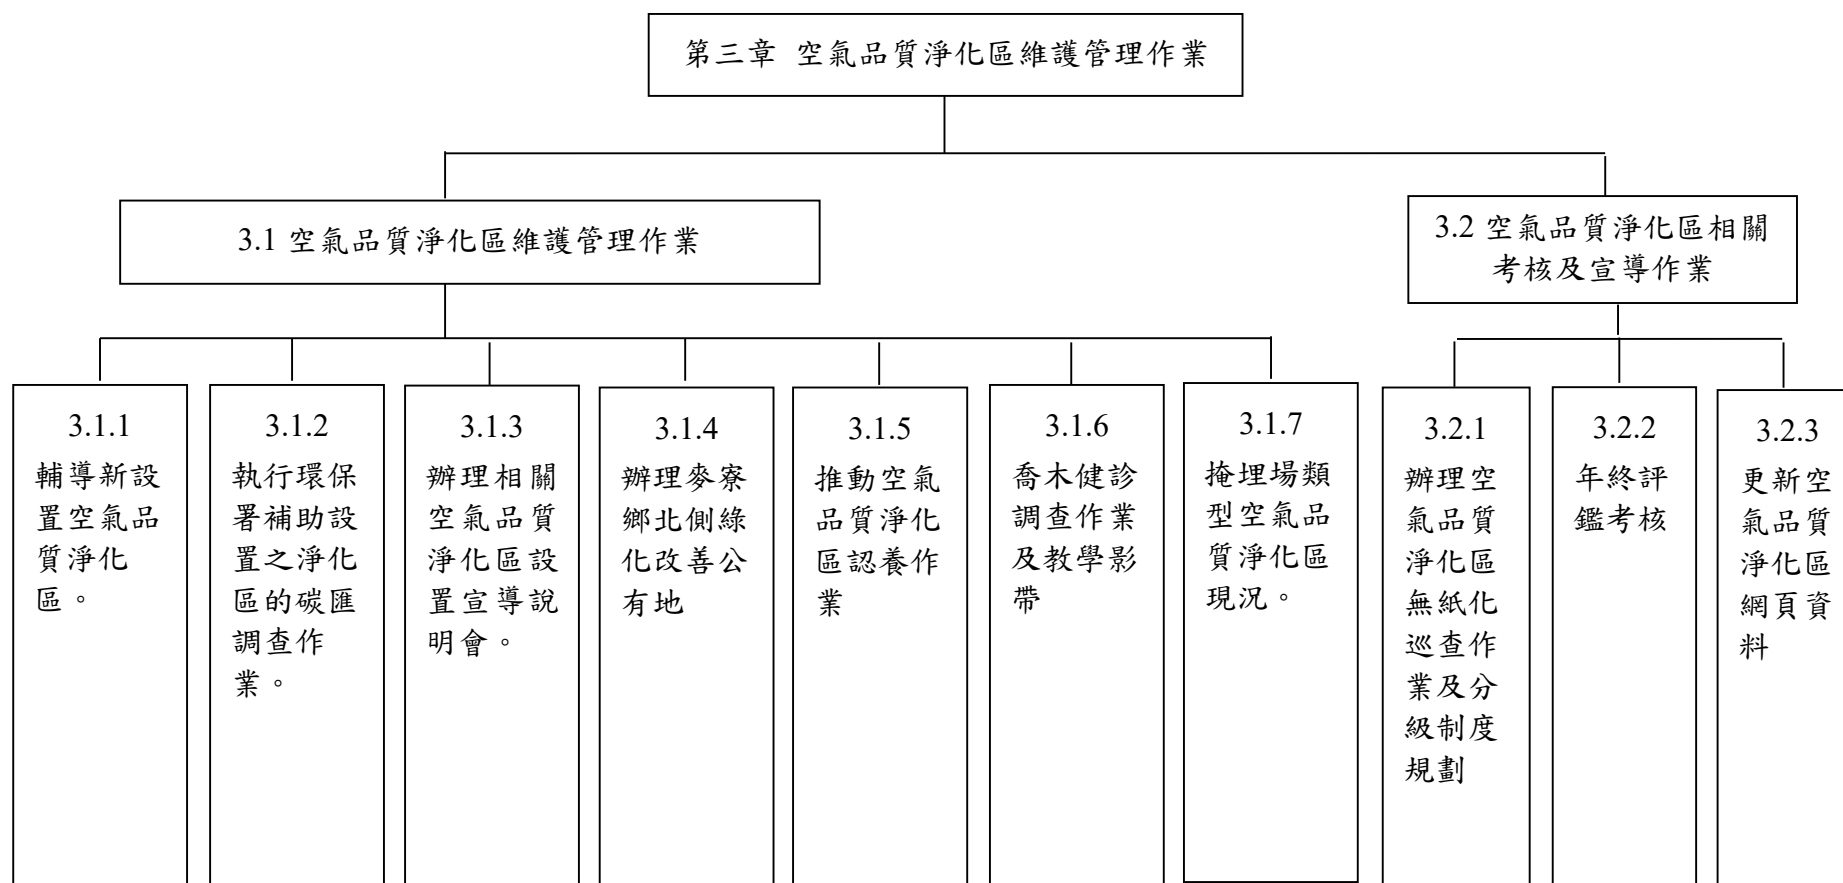 第三章 空氣品質淨化區維護管理作業
3.1 空氣品質淨化區維護管理作業
3.2 空氣品質淨化區相關
考核及宣導作業
3.1.1
輔導新設
置空氣品
質淨化
區。
3.1.2
執行環保
署補助設
置之淨化
區的碳匯
調查作
業。
3.1.3
辦理相關
空氣品質
淨化區設
置宣導說
明會。
3.1.4
辦理麥寮
鄉北側綠
化改善公
有地
3.1.5
推動空氣
品質淨化
區認養作
業
3.1.6
喬木健診
調查作業
及教學影
帶
3.1.7
掩埋場類
型空氣品
質淨化區
現況。
3.2.1
辦理空
氣品質
淨化區
無紙化
巡查作
業及分
級制度
規劃
3.2.2
年終評
鑑考核
3.2.3
更新空
氣品質
淨化區
網頁資
料